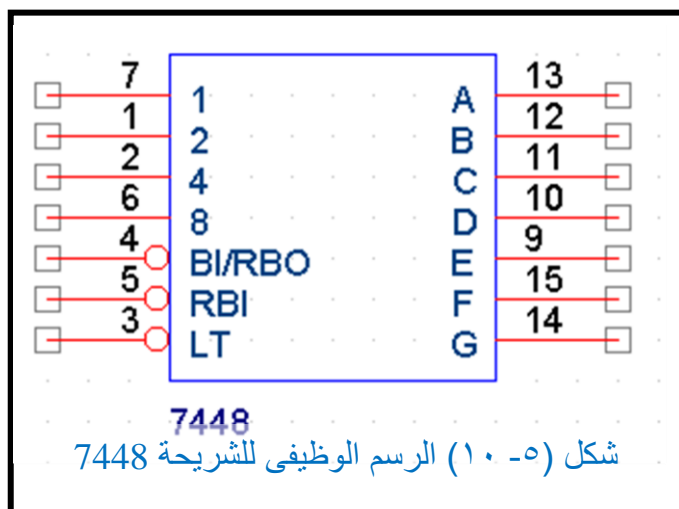 7 1 A 13
1 2 B 12
2 4 C 11
6 8 D 10
4 BI/RBO E 9
5 RBI F 15
3 LT G 14
7448
شكل (٥- ١٠) الرسم الوظيفى للشريحة 7448